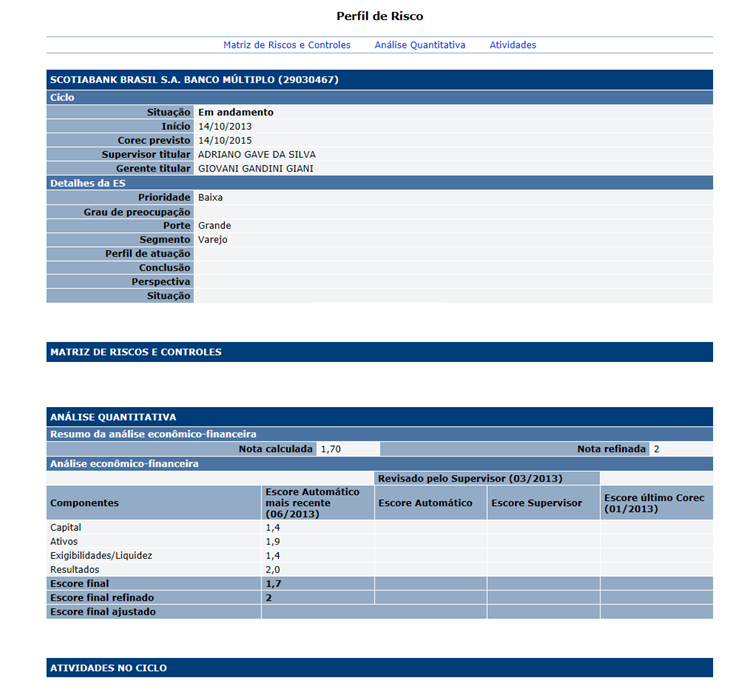 Perfil de Risco
Matriz de Riscos e Controles Análise Quantitativa Atividades
SCOTIABANK BRASIL S.A. BANCO MÚLTIPLO (29030467)
Ciclo
Situação Em andamento
Início 14/10/2013
Corec previsto 14/10/2015
Supervisor titular ADRIANO GAVE DA SILVA
Gerente titular GIOVANI GANDINI GIANI
Detalhes da ES
Prioridade Baixa
Grau de preocupação
Porte Grande
Segmento Varejo
Perfil de atuação
Conclusão
Perspectiva
Situação
MATRIZ DE RISCOS E CONTROLES
ANÁLISE QUANTITATIVA
Resumo da análise econômico-financeira
Nota calculada 1,70 Nota refinada 2
Análise econômico-financeira
Revisado pelo Supervisor (03/2013)
Componentes Escore Automático mais recente (06/2013) Escore Automático Escore Supervisor Escore último Corec (01/2013)
Capital 1,4
Ativos 1,9
Exigibilidades/Liquidez 1,4
Resultados 2,0
Escore final 1,7
Escore final refinado 2
Escore final ajustado
ATIVIDADES NO CICLO